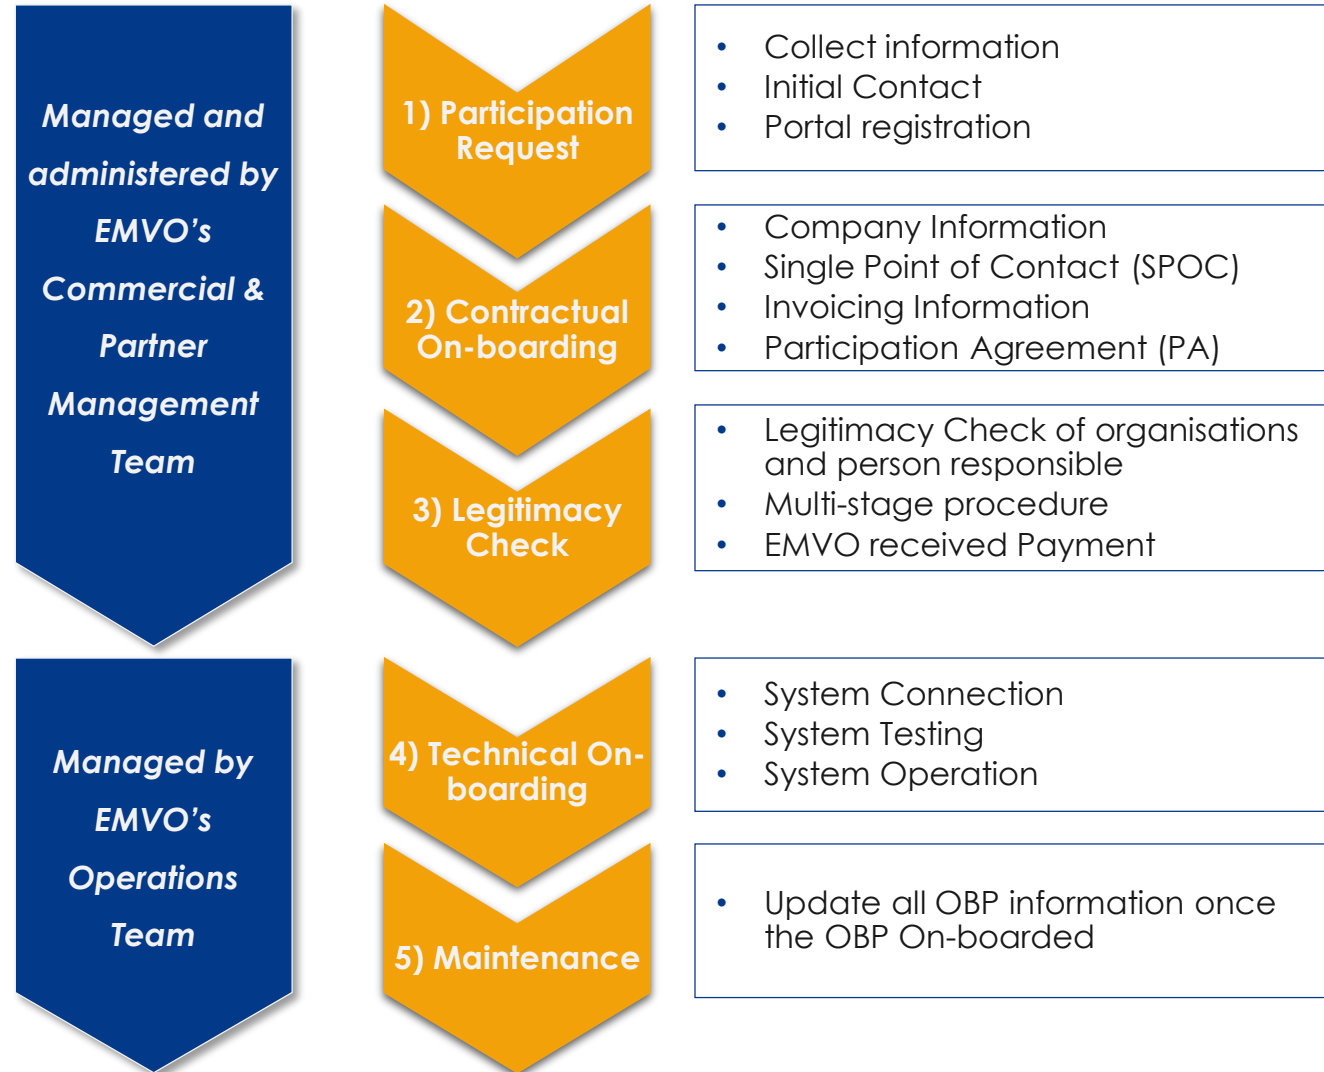 Managed and
administered by
EMVO’s
Commercial &
Partner
Management
Team
1) Participation
Request
• Collect information
• Initial Contact
• Portal registration
2) Contractual
On-boarding
• Company Information
• Single Point of Contact (SPOC)
• Invoicing Information
• Participation Agreement (PA)
3) Legitimacy
Check
• Legitimacy Check of organisations
and person responsible
• Multi-stage procedure
• EMVO received Payment
Managed by
EMVO’s
Operations
Team
4) Technical On-
boarding
• System Connection
• System Testing
• System Operation
5) Maintenance
• Update all OBP information once
the OBP On-boarded